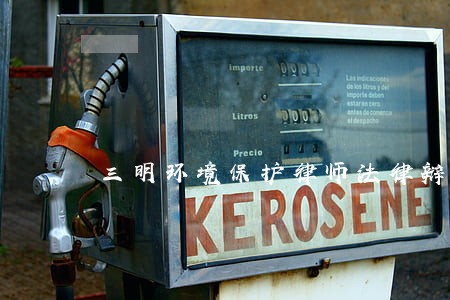 Importe
Las indicaciones
de los litros y del
importe deben
estar en cero
antes de comenzar
el despacho
Litros
Precio
三明环境保护律师法律辩
KEROSENE